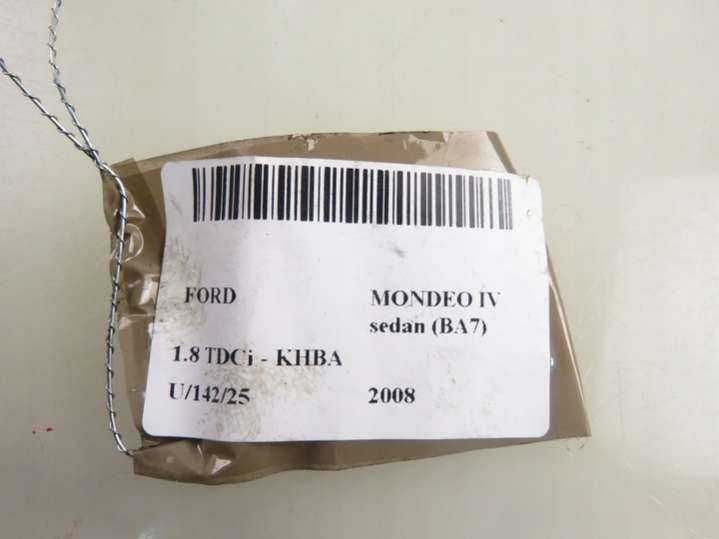 FORD MONDEO IV
sedan (BA7)
1.8 TDCi - KHBA
U/142/25 2008